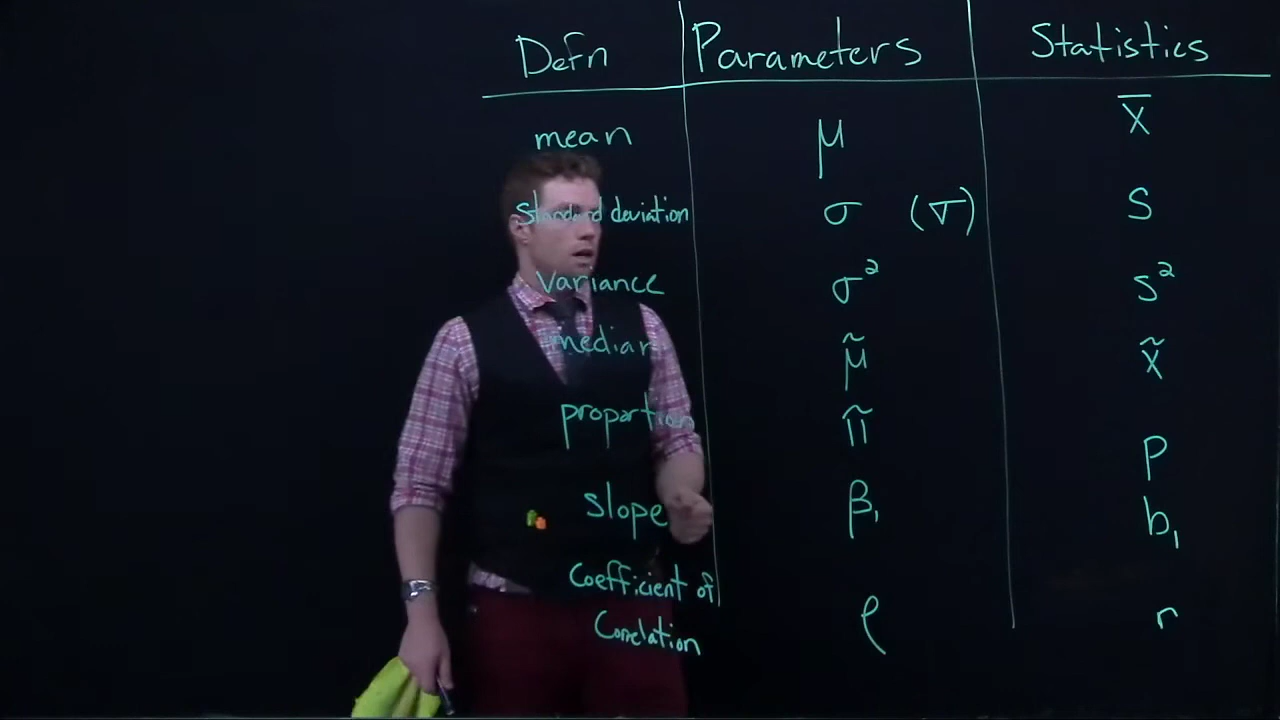 Defn Parameters Statistics
mean μ x̄
standard deviation σ (σ) s
Variance σ² s²
median μ̃ x̃
proportion π̃ p
slope β₁ b₁
Coefficient of
Correlation ρ r